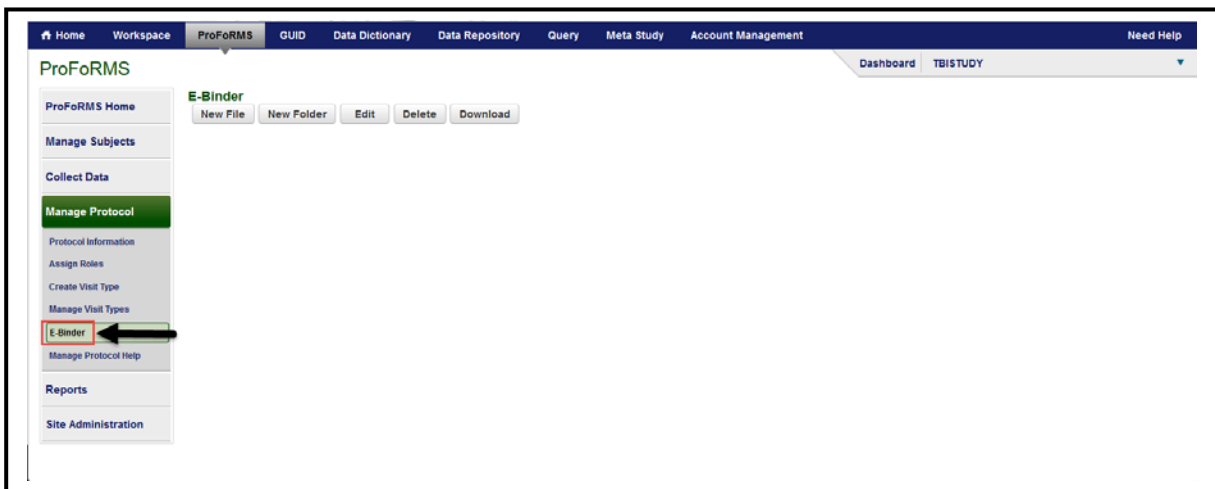 Home Workspace ProFoRMS GUID Data Dictionary Data Repository Query Meta Study Account Management Need Help
ProFoRMS
Dashboard TBISTUDY
ProFoRMS Home
Manage Subjects
Collect Data
Manage Protocol
Protocol Information
Assign Roles
Create Visit Type
Manage Visit Types
E-Binder
Manage Protocol Help
Reports
Site Administration
E-Binder
New File New Folder Edit Delete Download